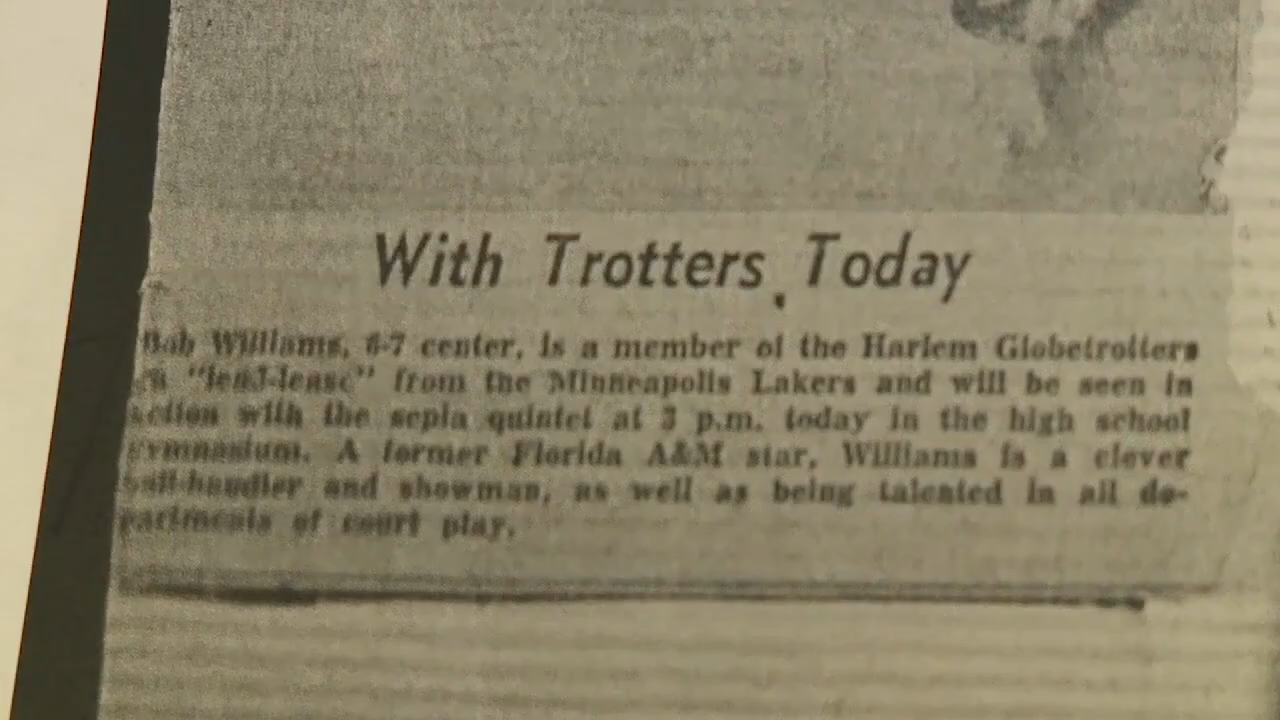 With Trotters Today
Bob Williams, 6-7 center, is a member of the Harlem Globetrotters
on "lend-lease" from the Minneapolis Lakers and will be seen in
action with the sepia quintet at 3 p.m. today in the high school
gymnasium. A former Florida A&M star, Williams is a clever
ball-handler and showman, as well as being talented in all de-
partments of court play.